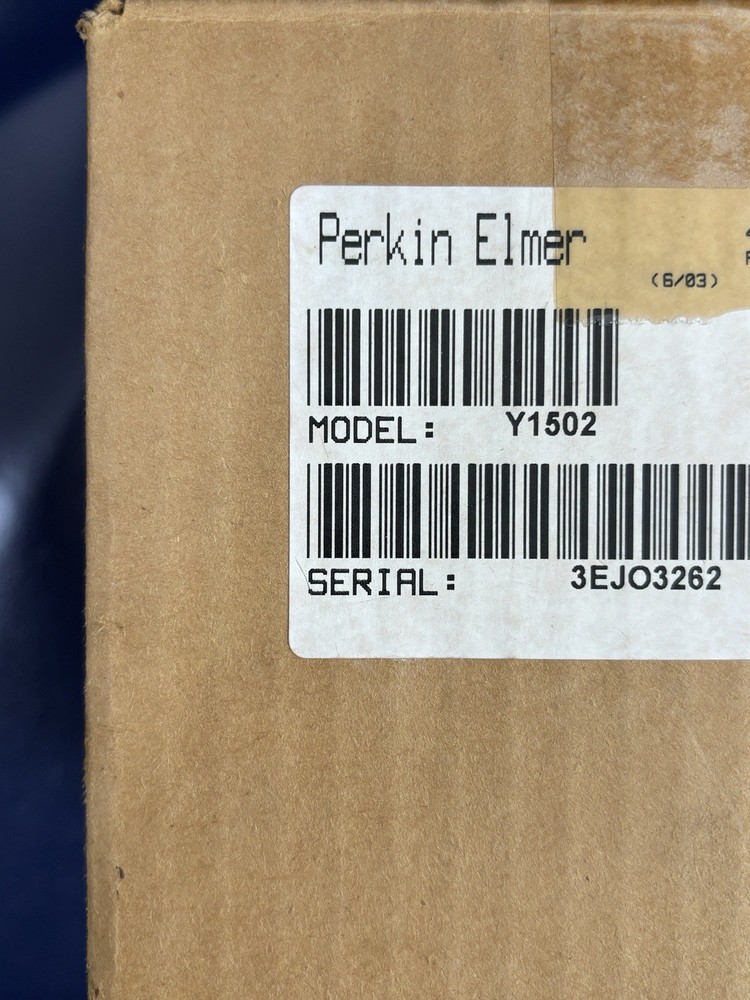 Perkin Elmer
(6/03)
MODEL: Y1502
SERIAL: 3EJO3262